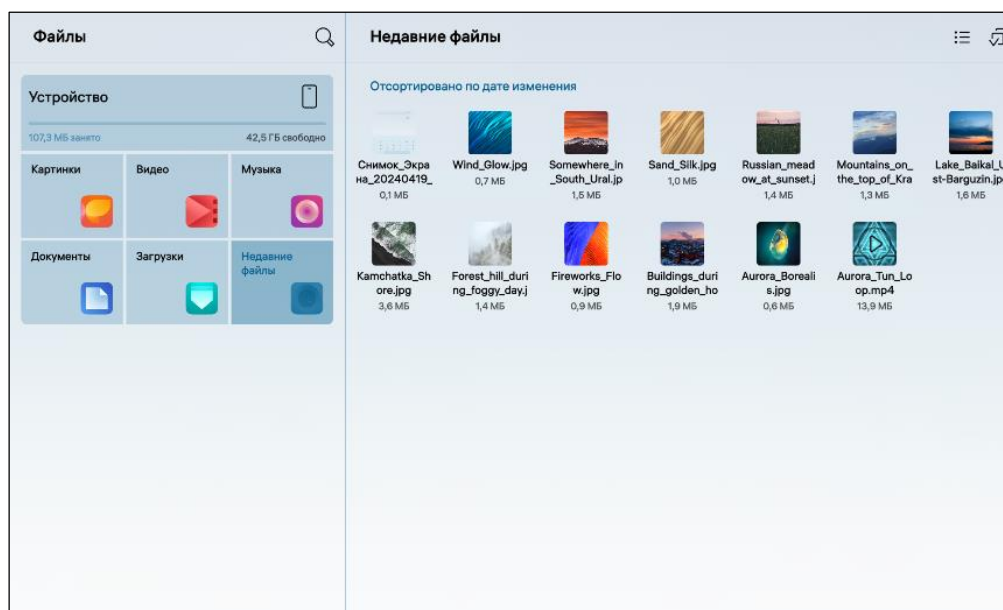 Файлы
Недавние файлы
Устройство
107,3 МБ занято
42,5 ГБ свободно
Картинки
Видео
Музыка
Документы
Загрузки
Недавние
файлы
Отсортировано по дате изменения
Снимок_Экра
на_20240419_
0,1 МБ
Wind_Glow.jpg
0,7 МБ
Somewhere_in
_South_Ural.jp
1,5 МБ
Sand_Silk.jpg
1,0 МБ
Russian_mead
ow_at_sunset.j
1,4 МБ
Mountains_on_
the_top_of_Kra
1,3 МБ
Lake_Baikal_U
st-Barguzin.jp
1,6 МБ
Kamchatka_Sh
ore.jpg
3,6 МБ
Forest_hill_duri
ng_foggy_day.j
1,4 МБ
Fireworks_Flo
w.jpg
0,9 МБ
Buildings_duri
ng_golden_ho
1,9 МБ
Aurora_Boreali
s.jpg
0,6 МБ
Aurora_Tun_Lo
op.mp4
13,9 МБ